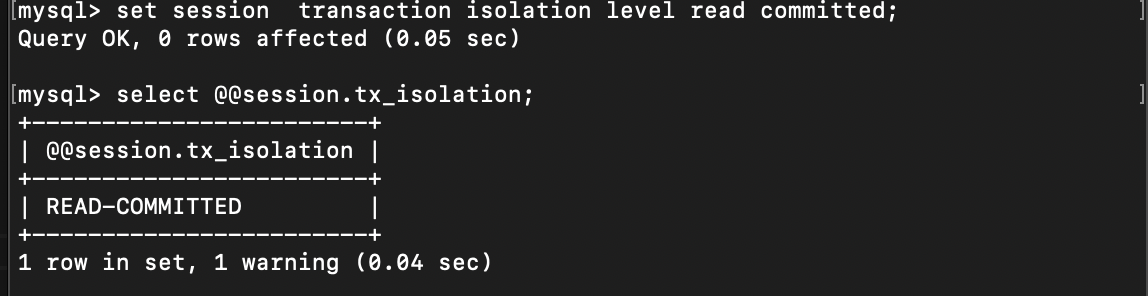 [mysql> set session  transaction isolation level read committed; ]
Query OK, 0 rows affected (0.05 sec)

[mysql> select @@session.tx_isolation; ]
+------------------------+
| @@session.tx_isolation |
+------------------------+
| READ-COMMITTED         |
+------------------------+
1 row in set, 1 warning (0.04 sec)